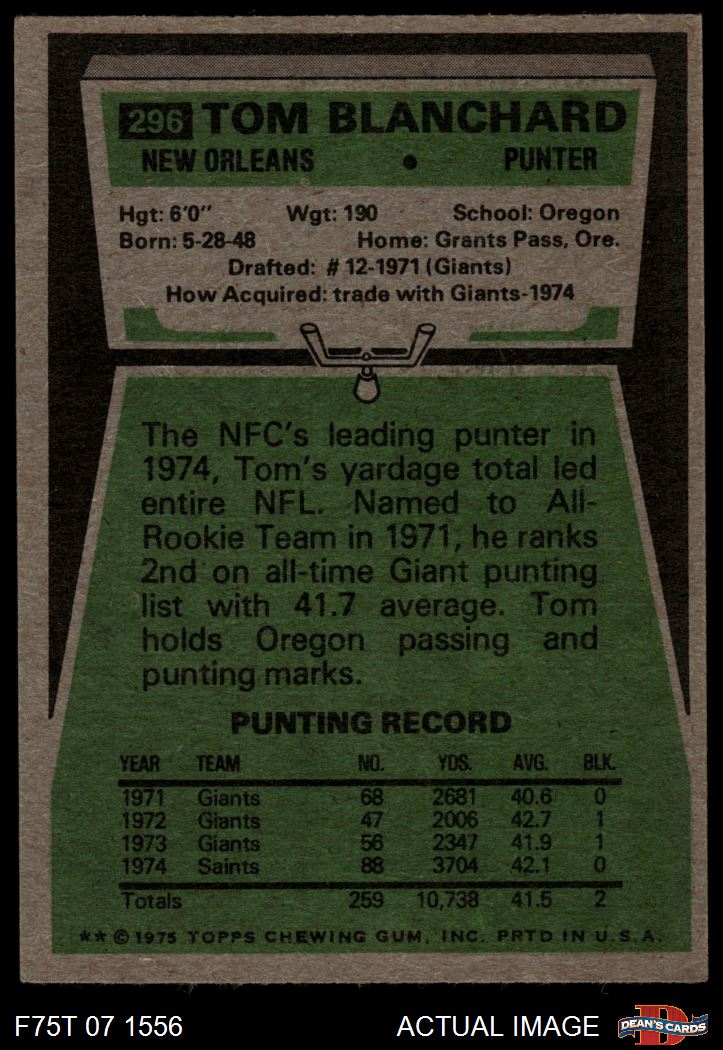 296 TOM BLANCHARD
NEW ORLEANS • PUNTER
Hgt: 6'0" Wgt: 190 School: Oregon
Born: 5-28-48 Home: Grants Pass, Ore.
Drafted: #12-1971 (Giants)
How Acquired: trade with Giants-1974
The NFC's leading punter in
1974, Tom's yardage total led
entire NFL. Named to All-
Rookie Team in 1971, he ranks
2nd on all-time Giant punting
list with 41.7 average. Tom
holds Oregon passing and
punting marks.
PUNTING RECORD
YEAR TEAM NO. YDS. AVG. BLK.
1971 Giants 68 2681 40.6 0
1972 Giants 47 2006 42.7 1
1973 Giants 56 2347 41.9 1
1974 Saints 88 3704 42.1 0
Totals 259 10,738 41.5 2
** © 1975 TOPPS CHEWING GUM, INC. PRTD IN U.S.A.
F75T 07 1556 ACTUAL IMAGE D DEAN'S CARDS